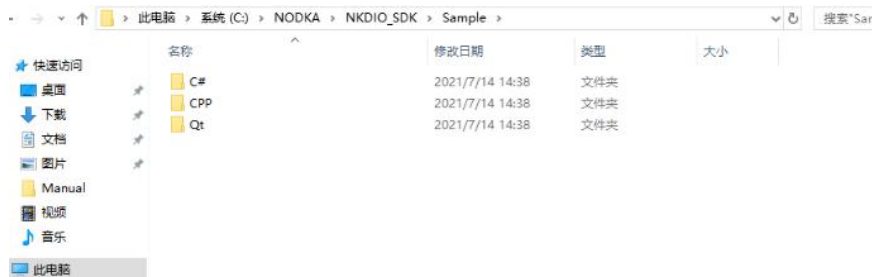 此电脑 > 系统 (C:) > NODKA > NKDIO_SDK > Sample >
搜索"Sar
名称 修改日期 类型 大小
快速访问
桌面
下载
文档
图片
Manual
视频
音乐
此电脑
C# 2021/7/14 14:38 文件夹
CPP 2021/7/14 14:38 文件夹
Qt 2021/7/14 14:38 文件夹